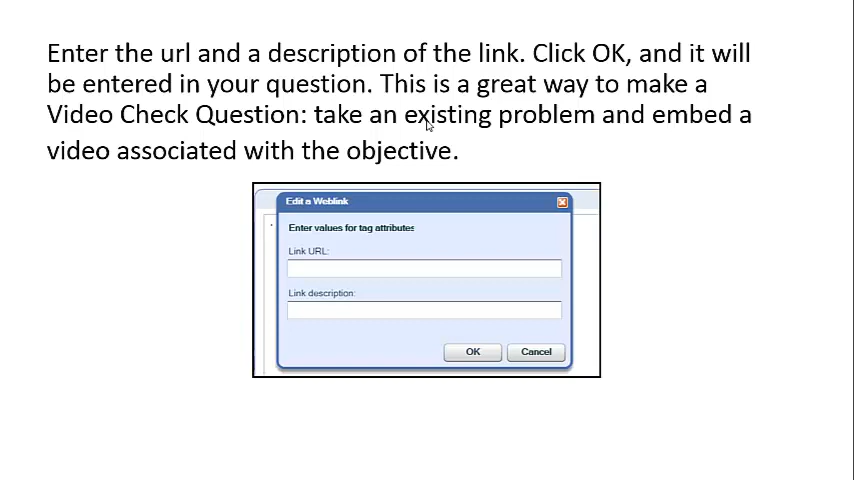 Enter the url and a description of the link. Click OK, and it will
be entered in your question. This is a great way to make a
Video Check Question: take an existing problem and embed a
video associated with the objective.
Edit a Weblink
Enter values for tag attributes
Link URL:
Link description:
OK
Cancel